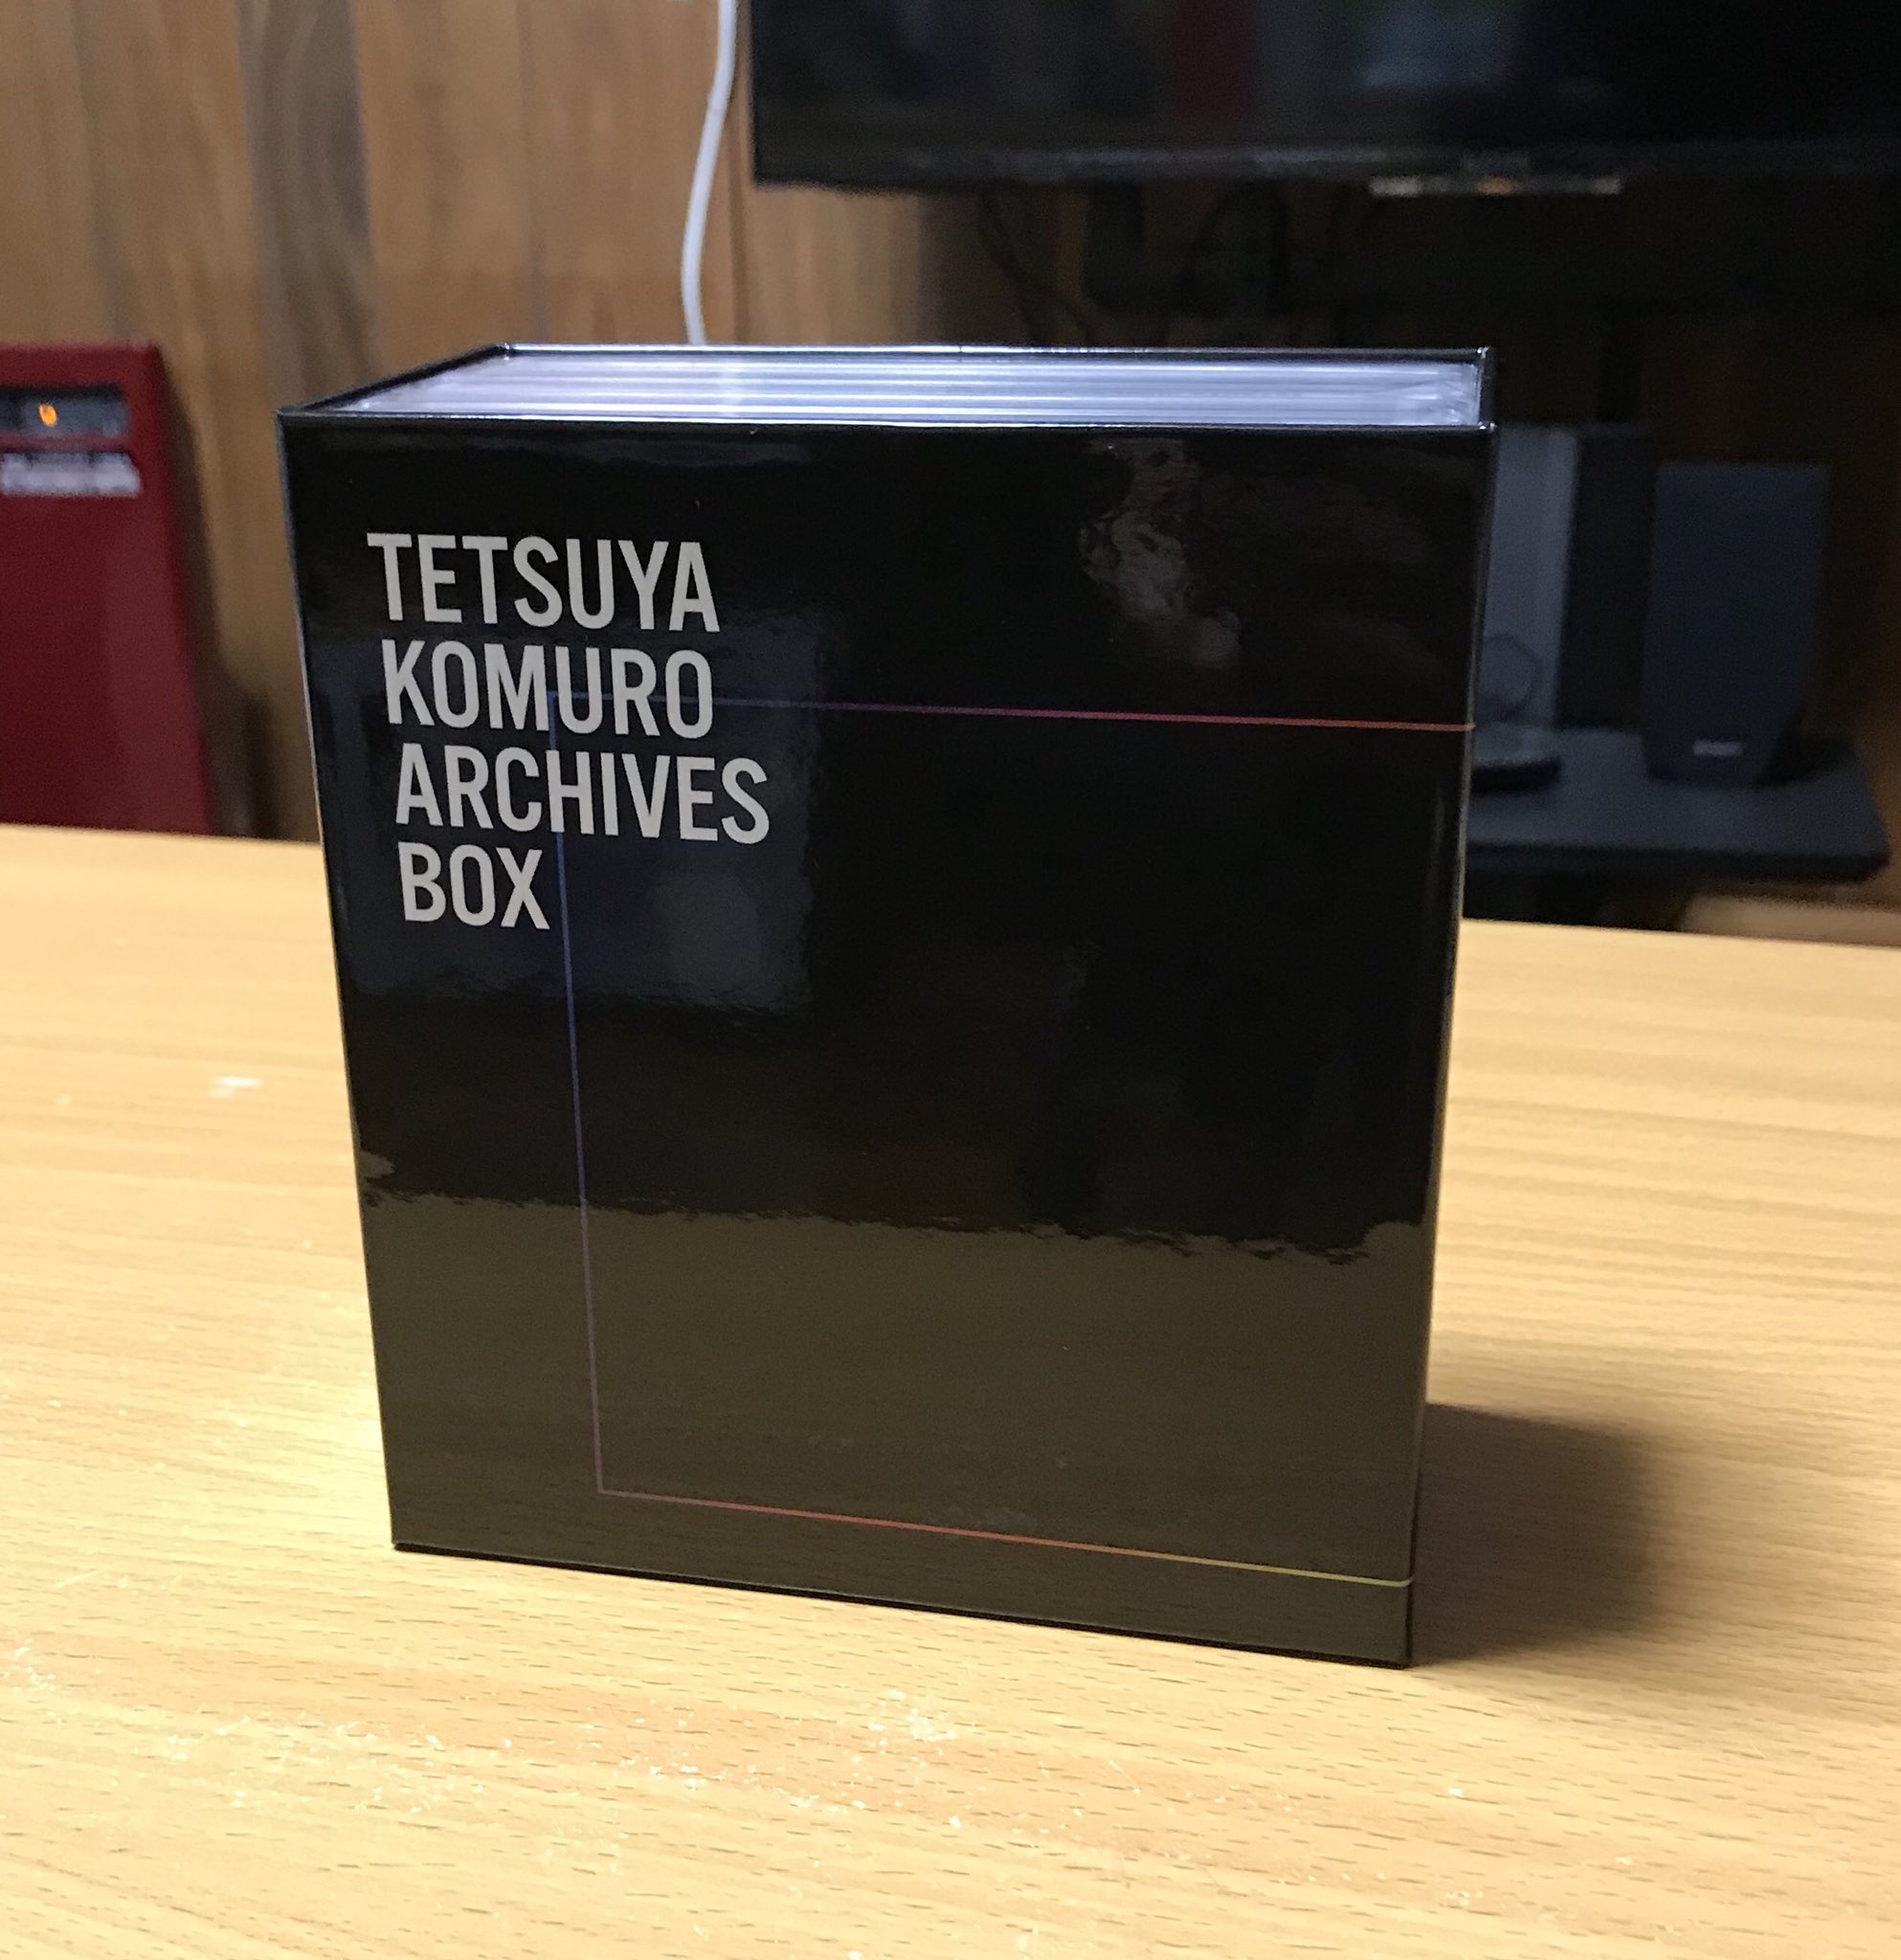 TETSUYA
KOMURO
ARCHIVES
BOX